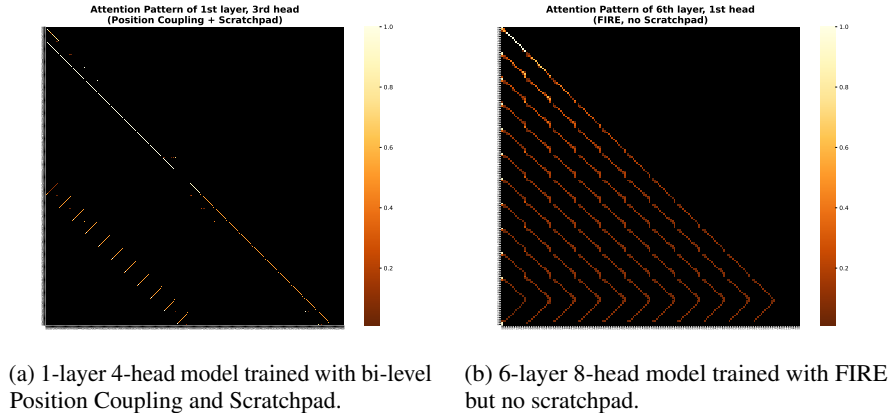 Attention Pattern of 1st layer, 3rd head
(Position Coupling + Scratchpad)
1.0
0.8
0.6
0.4
0.2
Attention Pattern of 6th layer, 1st head
(FIRE, no Scratchpad)
1.0
0.8
0.6
0.4
0.2
(a) 1-layer 4-head model trained with bi-level
Position Coupling and Scratchpad.
(b) 6-layer 8-head model trained with FIRE
but no scratchpad.